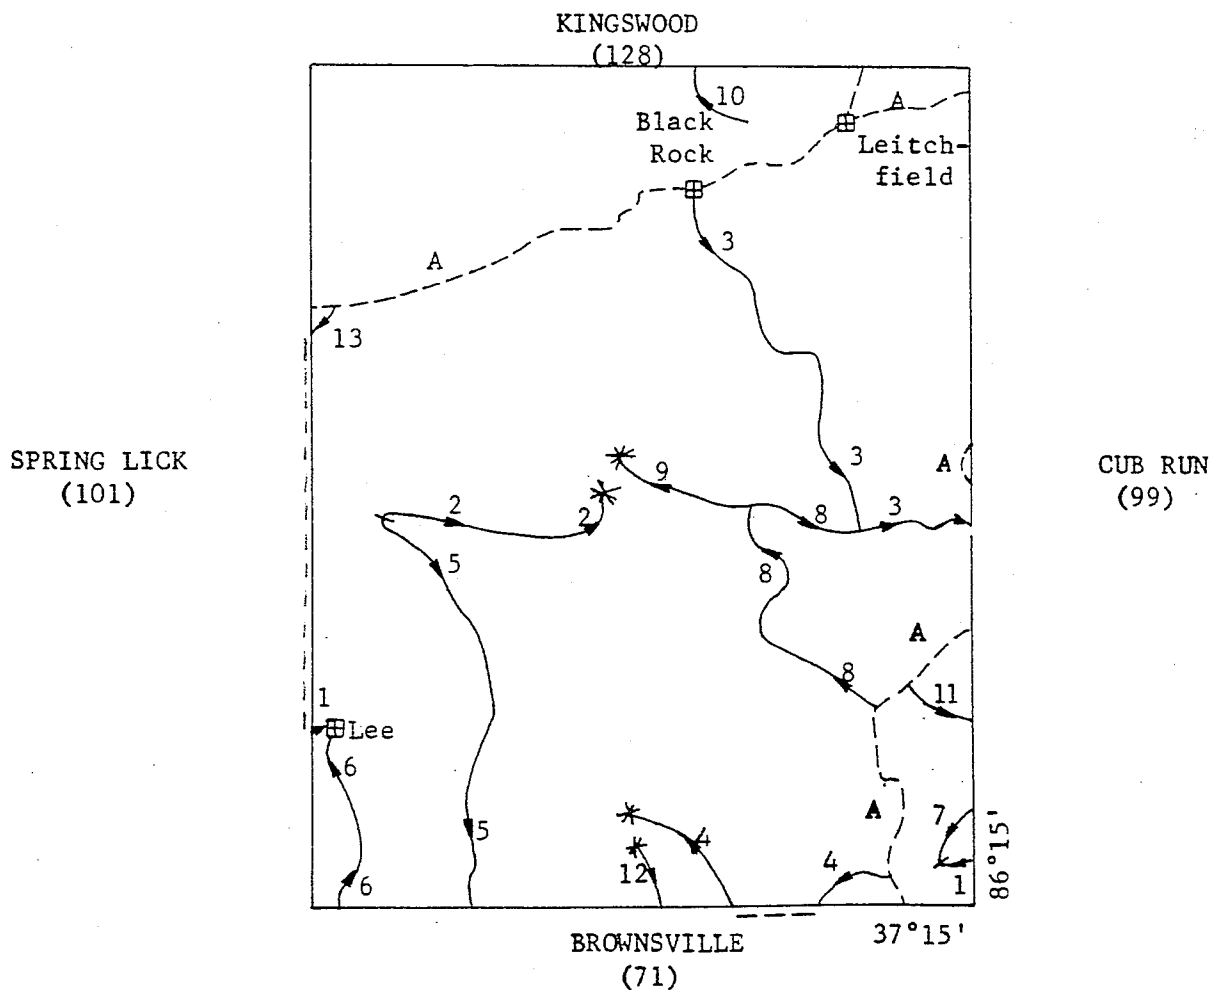 KINGSWOOD
(128)
10
A
Black
Rock
Leitch-
field
3
A
13
SPRING LICK
(101)
CUB RUN
(99)
9
3
A
2
2
8
3
5
8
A
8
11
1
Lee
6
A
7
5
4
12
4
6
1
86°15'
37°15'
BROWNSVILLE
(71)